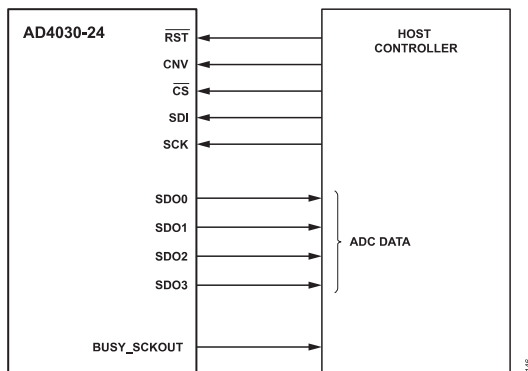 AD4030-24
HOST
CONTROLLER
RST
CNV
CS
SDI
SCK
SDO0
SDO1
SDO2
SDO3
ADC DATA
BUSY_SCKOUT